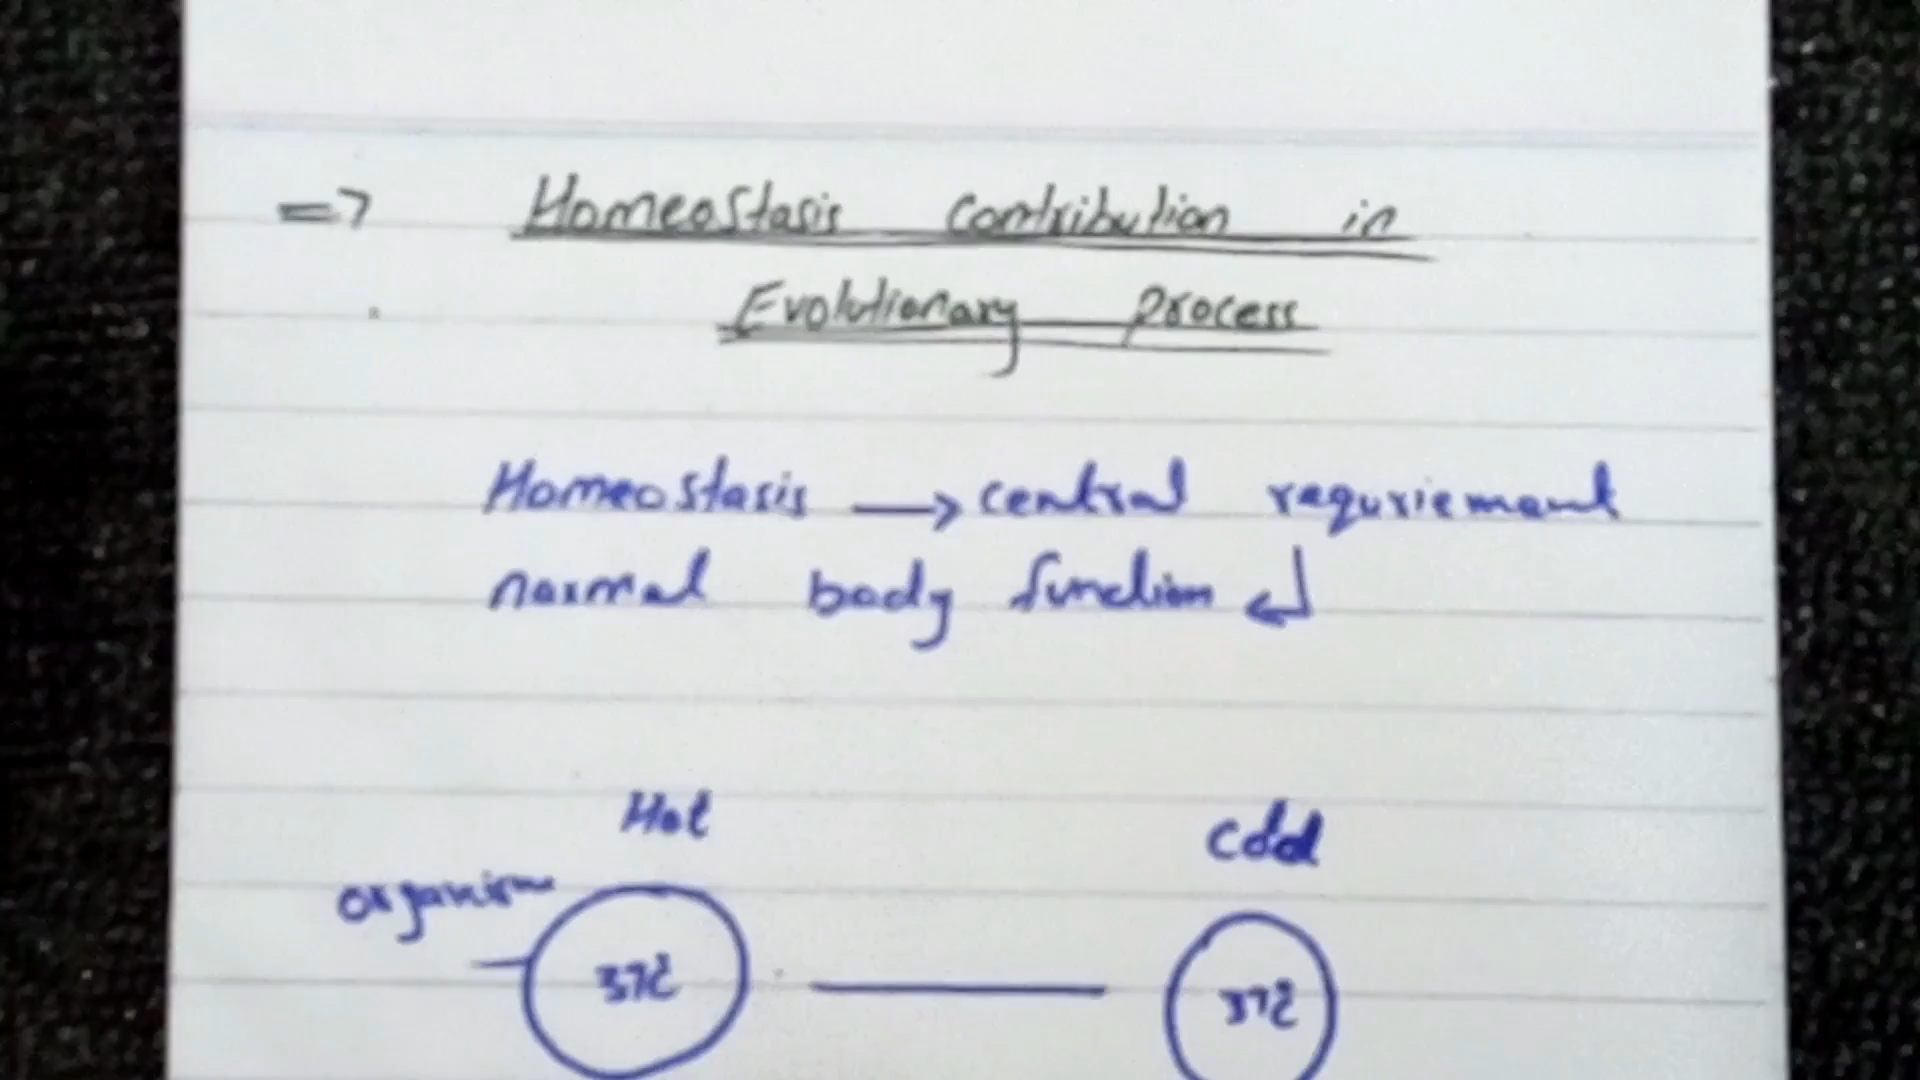 => Homeostasis contribution in
Evolutionary process
Homeostasis → central requriement
normal body function ↲
Hot
Cold
organism
37°C
37°C